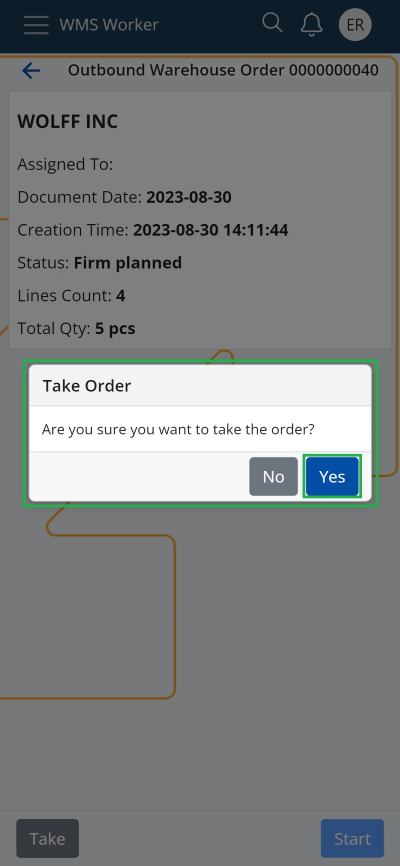 WMS Worker
ER
Outbound Warehouse Order 0000000040
WOLFF INC
Assigned To:
Document Date: 2023-08-30
Creation Time: 2023-08-30 14:11:44
Status: Firm planned
Lines Count: 4
Total Qty: 5 pcs
Take Order
Are you sure you want to take the order?
No Yes
Take Start